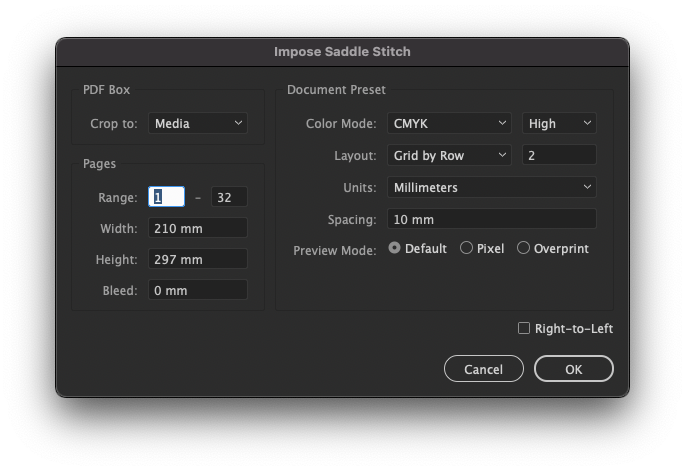 Impose Saddle Stitch
PDF Box
Crop to: Media
Pages
Range: 1 – 32
Width: 210 mm
Height: 297 mm
Bleed: 0 mm
Document Preset
Color Mode: CMYK High
Layout: Grid by Row 2
Units: Millimeters
Spacing: 10 mm
Preview Mode: Default Pixel Overprint
Right-to-Left
Cancel OK